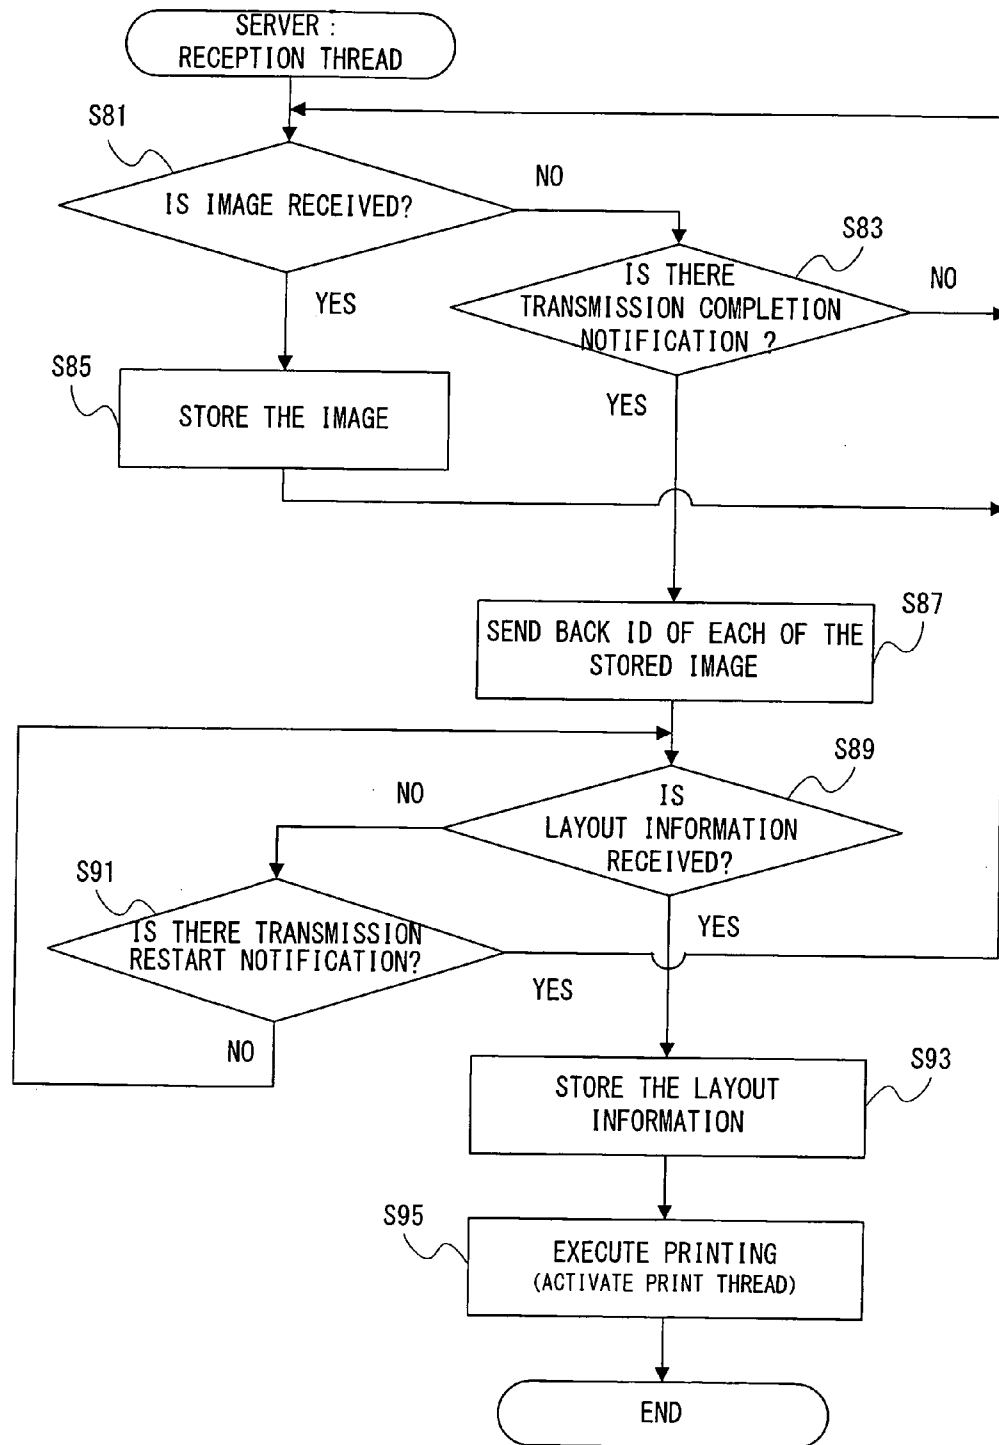 SERVER :
RECEPTION THREAD
S81
IS IMAGE RECEIVED?
NO
YES
S83
IS THERE
TRANSMISSION COMPLETION
NOTIFICATION ?
NO
YES
S85
STORE THE IMAGE
S87
SEND BACK ID OF EACH OF THE
STORED IMAGE
S89
IS
LAYOUT INFORMATION
RECEIVED?
NO
YES
S91
IS THERE TRANSMISSION
RESTART NOTIFICATION?
YES
NO
S93
STORE THE LAYOUT
INFORMATION
S95
EXECUTE PRINTING
(ACTIVATE PRINT THREAD)
END